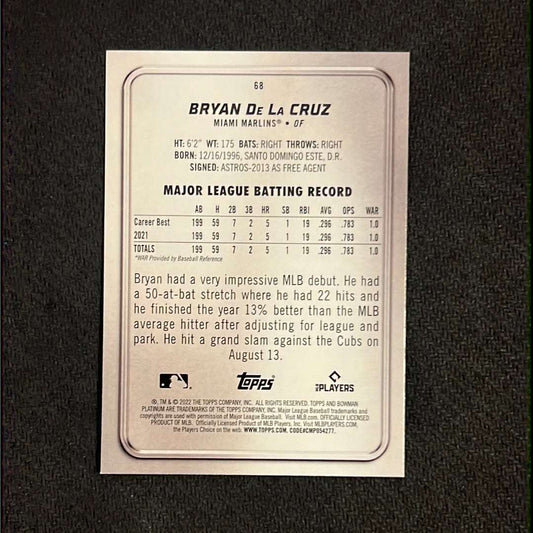 68
BRYAN DE LA CRUZ
MIAMI MARLINS® • OF
HT: 6'2" WT: 175 BATS: RIGHT THROWS: RIGHT
BORN: 12/16/1996, SANTO DOMINGO ESTE, D.R.
SIGNED: ASTROS-2013 AS FREE AGENT
MAJOR LEAGUE BATTING RECORD
AB H 2B 3B HR SB RBI AVG OPS WAR
Career Best 199 59 7 2 5 1 19 .296 .783 1.0
2021 199 59 7 2 5 1 19 .296 .783 1.0
TOTALS 199 59 7 2 5 1 19 .296 .783 1.0
*WAR Provided by Baseball Reference
Bryan had a very impressive MLB debut. He had
a 50-at-bat stretch where he had 22 hits and
he finished the year 13% better than the MLB
average hitter after adjusting for league and
park. He hit a grand slam against the Cubs on
August 13.
Topps
PLAYERS
®, TM & © 2022 THE TOPPS COMPANY, INC. ALL RIGHTS RESERVED. TOPPS AND BOWMAN
PLATINUM ARE TRADEMARKS OF THE TOPPS COMPANY, INC. Major League Baseball trademarks and
copyrights are used with permission of Major League Baseball. Visit MLB.com. OFFICIALLY LICENSED
PRODUCT OF MLB. Officially Licensed Product of MLB Players, Inc. Visit MLBPLAYERS.COM,
the Players Choice on the web. WWW.TOPPS.COM. CODE#CMP054277.